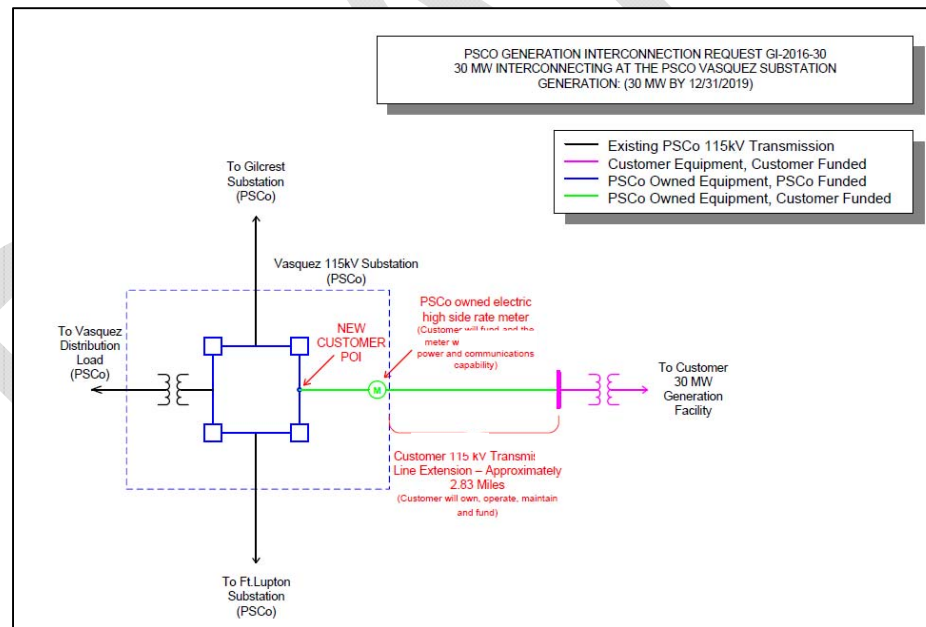 PSCO GENERATION INTERCONNECTION REQUEST GI-2016-30
30 MW INTERCONNECTING AT THE PSCO VASQUEZ SUBSTATION
GENERATION: (30 MW BY 12/31/2019)
Existing PSCo 115kV Transmission
Customer Equipment, Customer Funded
PSCo Owned Equipment, PSCo Funded
PSCo Owned Equipment, Customer Funded
To Gilcrest
Substation
(PSCo)
Vasquez 115kV Substation
(PSCo)
To Vasquez
Distribution
Load
(PSCo)
NEW
CUSTOMER
POI
PSCo owned electric
high side rate meter
(Customer will fund and the
meter w
power and communications
capability)
M
To Customer
30 MW
Generation
Facility
Customer 115 kV Transmis
Line Extension – Approximately
2.83 Miles
(Customer will own, operate, maintain
and fund)
To Ft.Lupton
Substation
(PSCo)